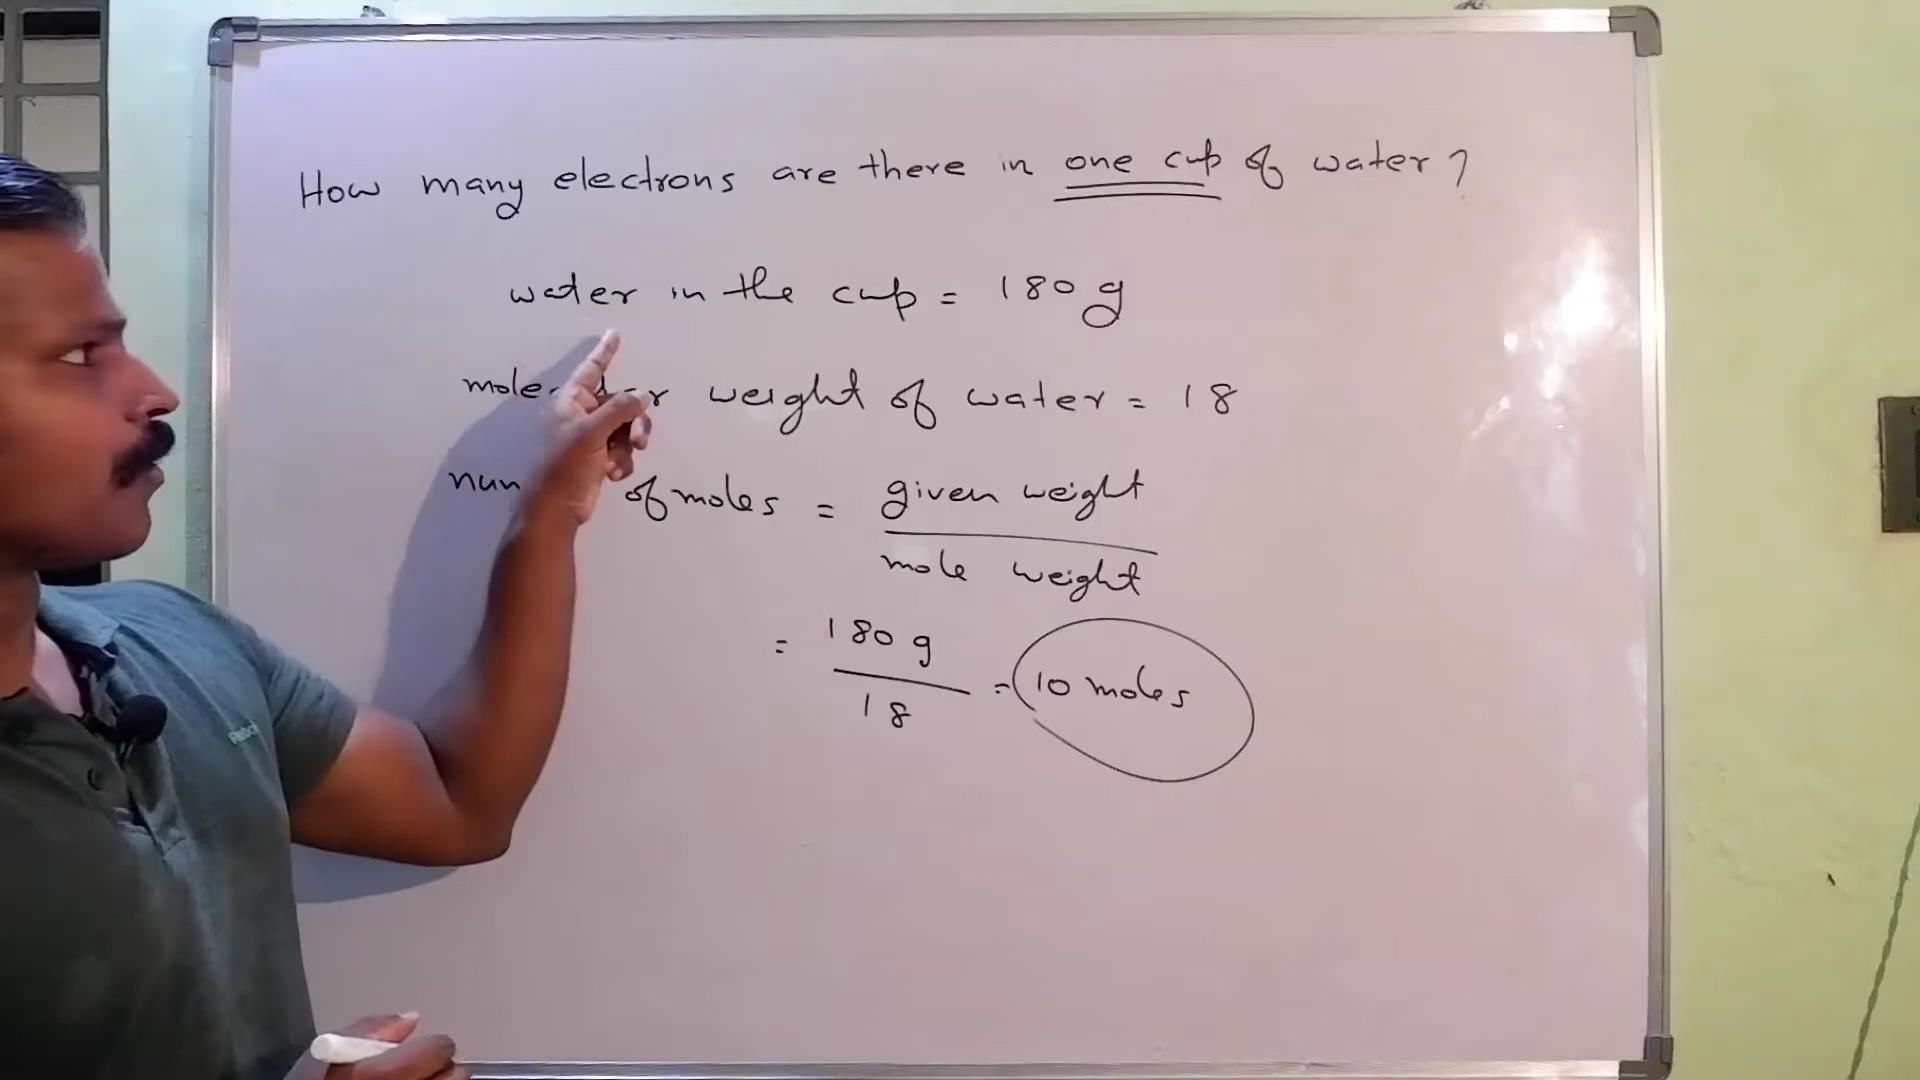 How many electrons are there in one cup of water?
water in the cup = 180 g
weight of water = 18
of moles = given weight
mole weight
= 180 g
18
= 10 moles